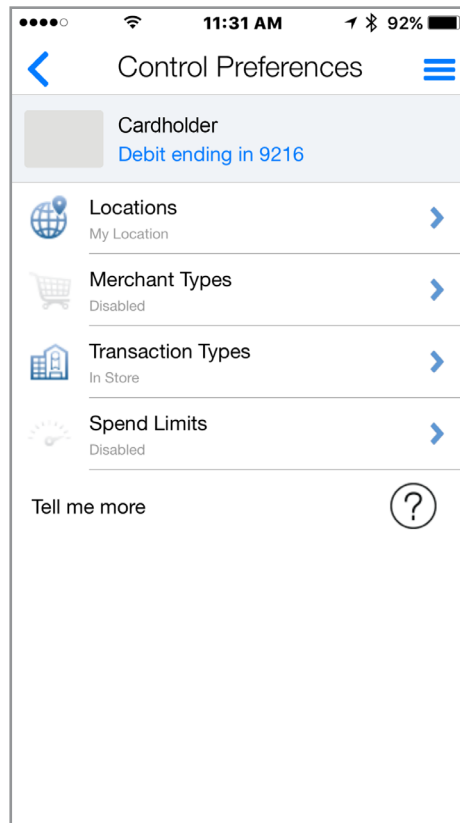 11:31 AM 92%
Control Preferences
Cardholder
Debit ending in 9216
Locations
My Location
Merchant Types
Disabled
Transaction Types
In Store
Spend Limits
Disabled
Tell me more ?